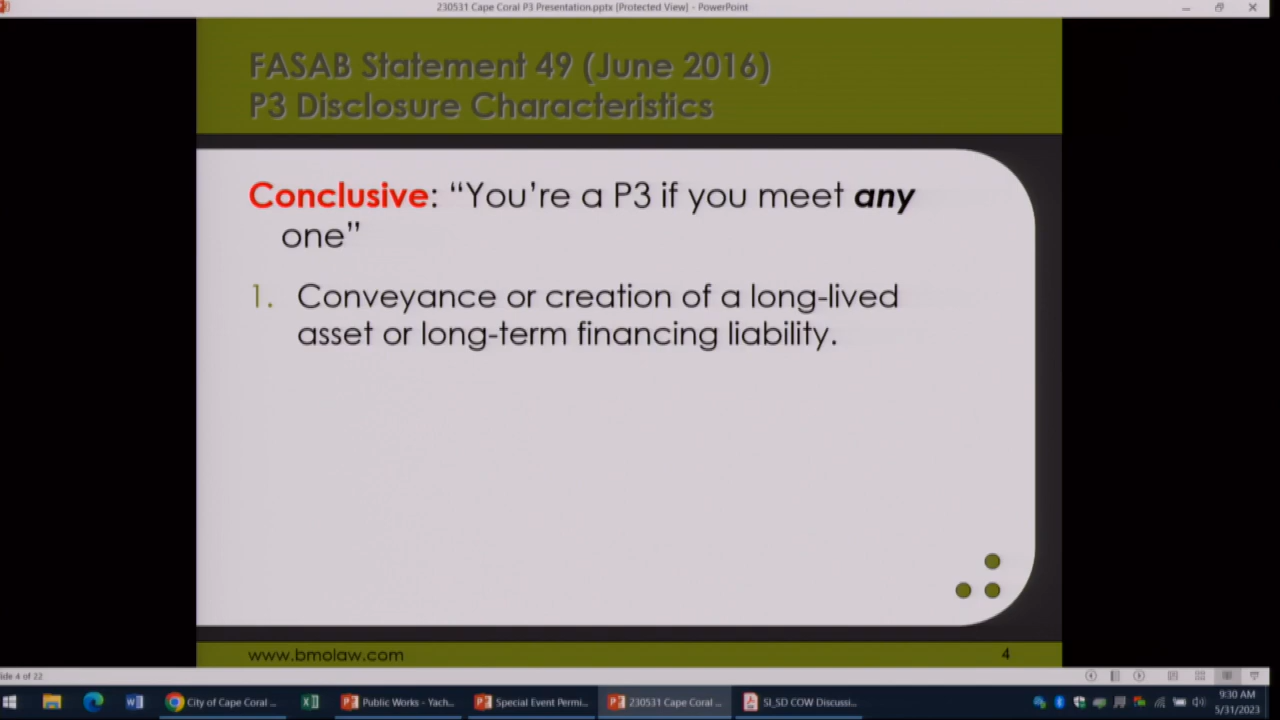 230531 Cape Coral P3 Presentation.pptx [Protected View] - PowerPoint
FASAB Statement 49 (June 2016)
P3 Disclosure Characteristics
Conclusive: “You’re a P3 if you meet any
one”
1. Conveyance or creation of a long-lived
asset or long-term financing liability.
www.bmolaw.com
4
lide 4 of 22
City of Cape Coral ...
Public Works - Yach...
Special Event Permi...
230531 Cape Coral ...
SI_SD COW Discussi...
9:30 AM
5/31/2023